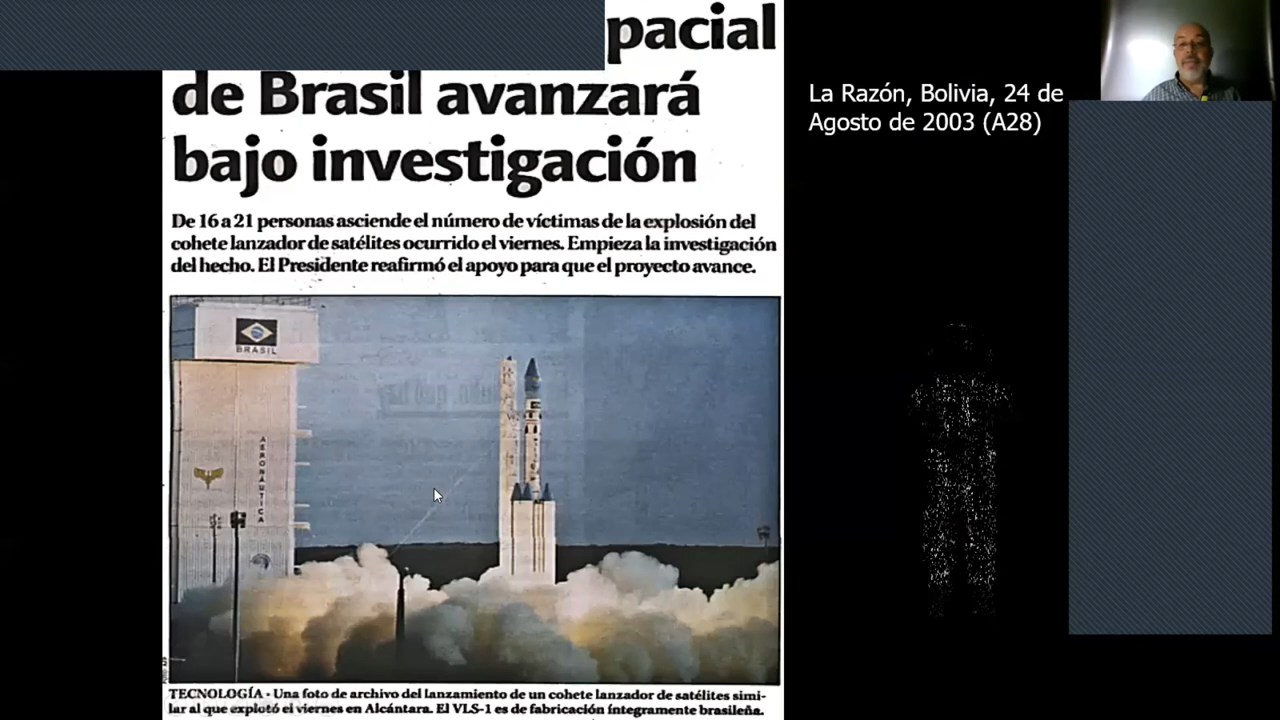 pacial
de Brasil avanzará
bajo investigación
De 16 a 21 personas asciende el número de víctimas de la explosión del
cohete lanzador de satélites ocurrido el viernes. Empieza la investigación
del hecho. El Presidente reafirmó el apoyo para que el proyecto avance.
BRASIL
AERONAUTICA
TECNOLOGÍA • Una foto de archivo del lanzamiento de un cohete lanzador de satélites simi-
lar al que explotó el viernes en Alcántara. El VLS-1 es de fabricación íntegramente brasileña.
La Razón, Bolivia, 24 de
Agosto de 2003 (A28)